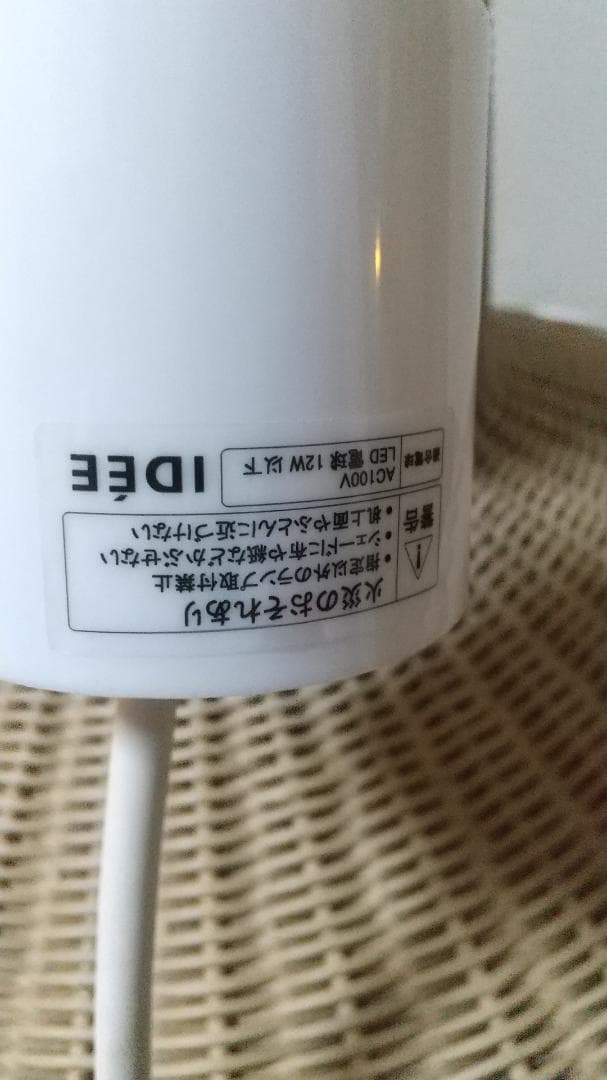 火災のおそれあり
警告
• 指定以外のランプ取付禁止
• シェードに布や紙などかぶせない
• 机上面やふとんに近づけない
適合電球
AC100V
LED 電球 12W 以下
IDÉE